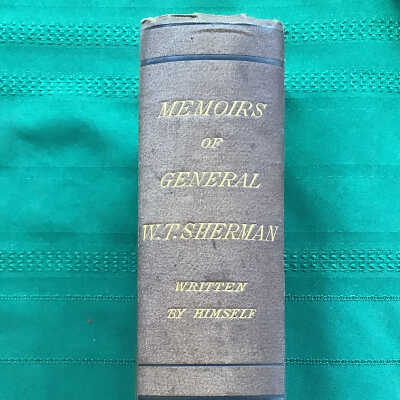 MEMOIRS
OF
GENERAL
W.T.SHERMAN
WRITTEN
BY HIMSELF